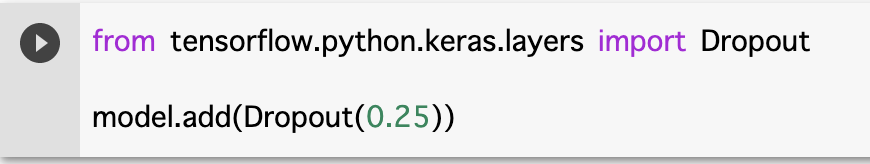 from tensorflow.python.keras.layers import Dropout
model.add(Dropout(0.25))